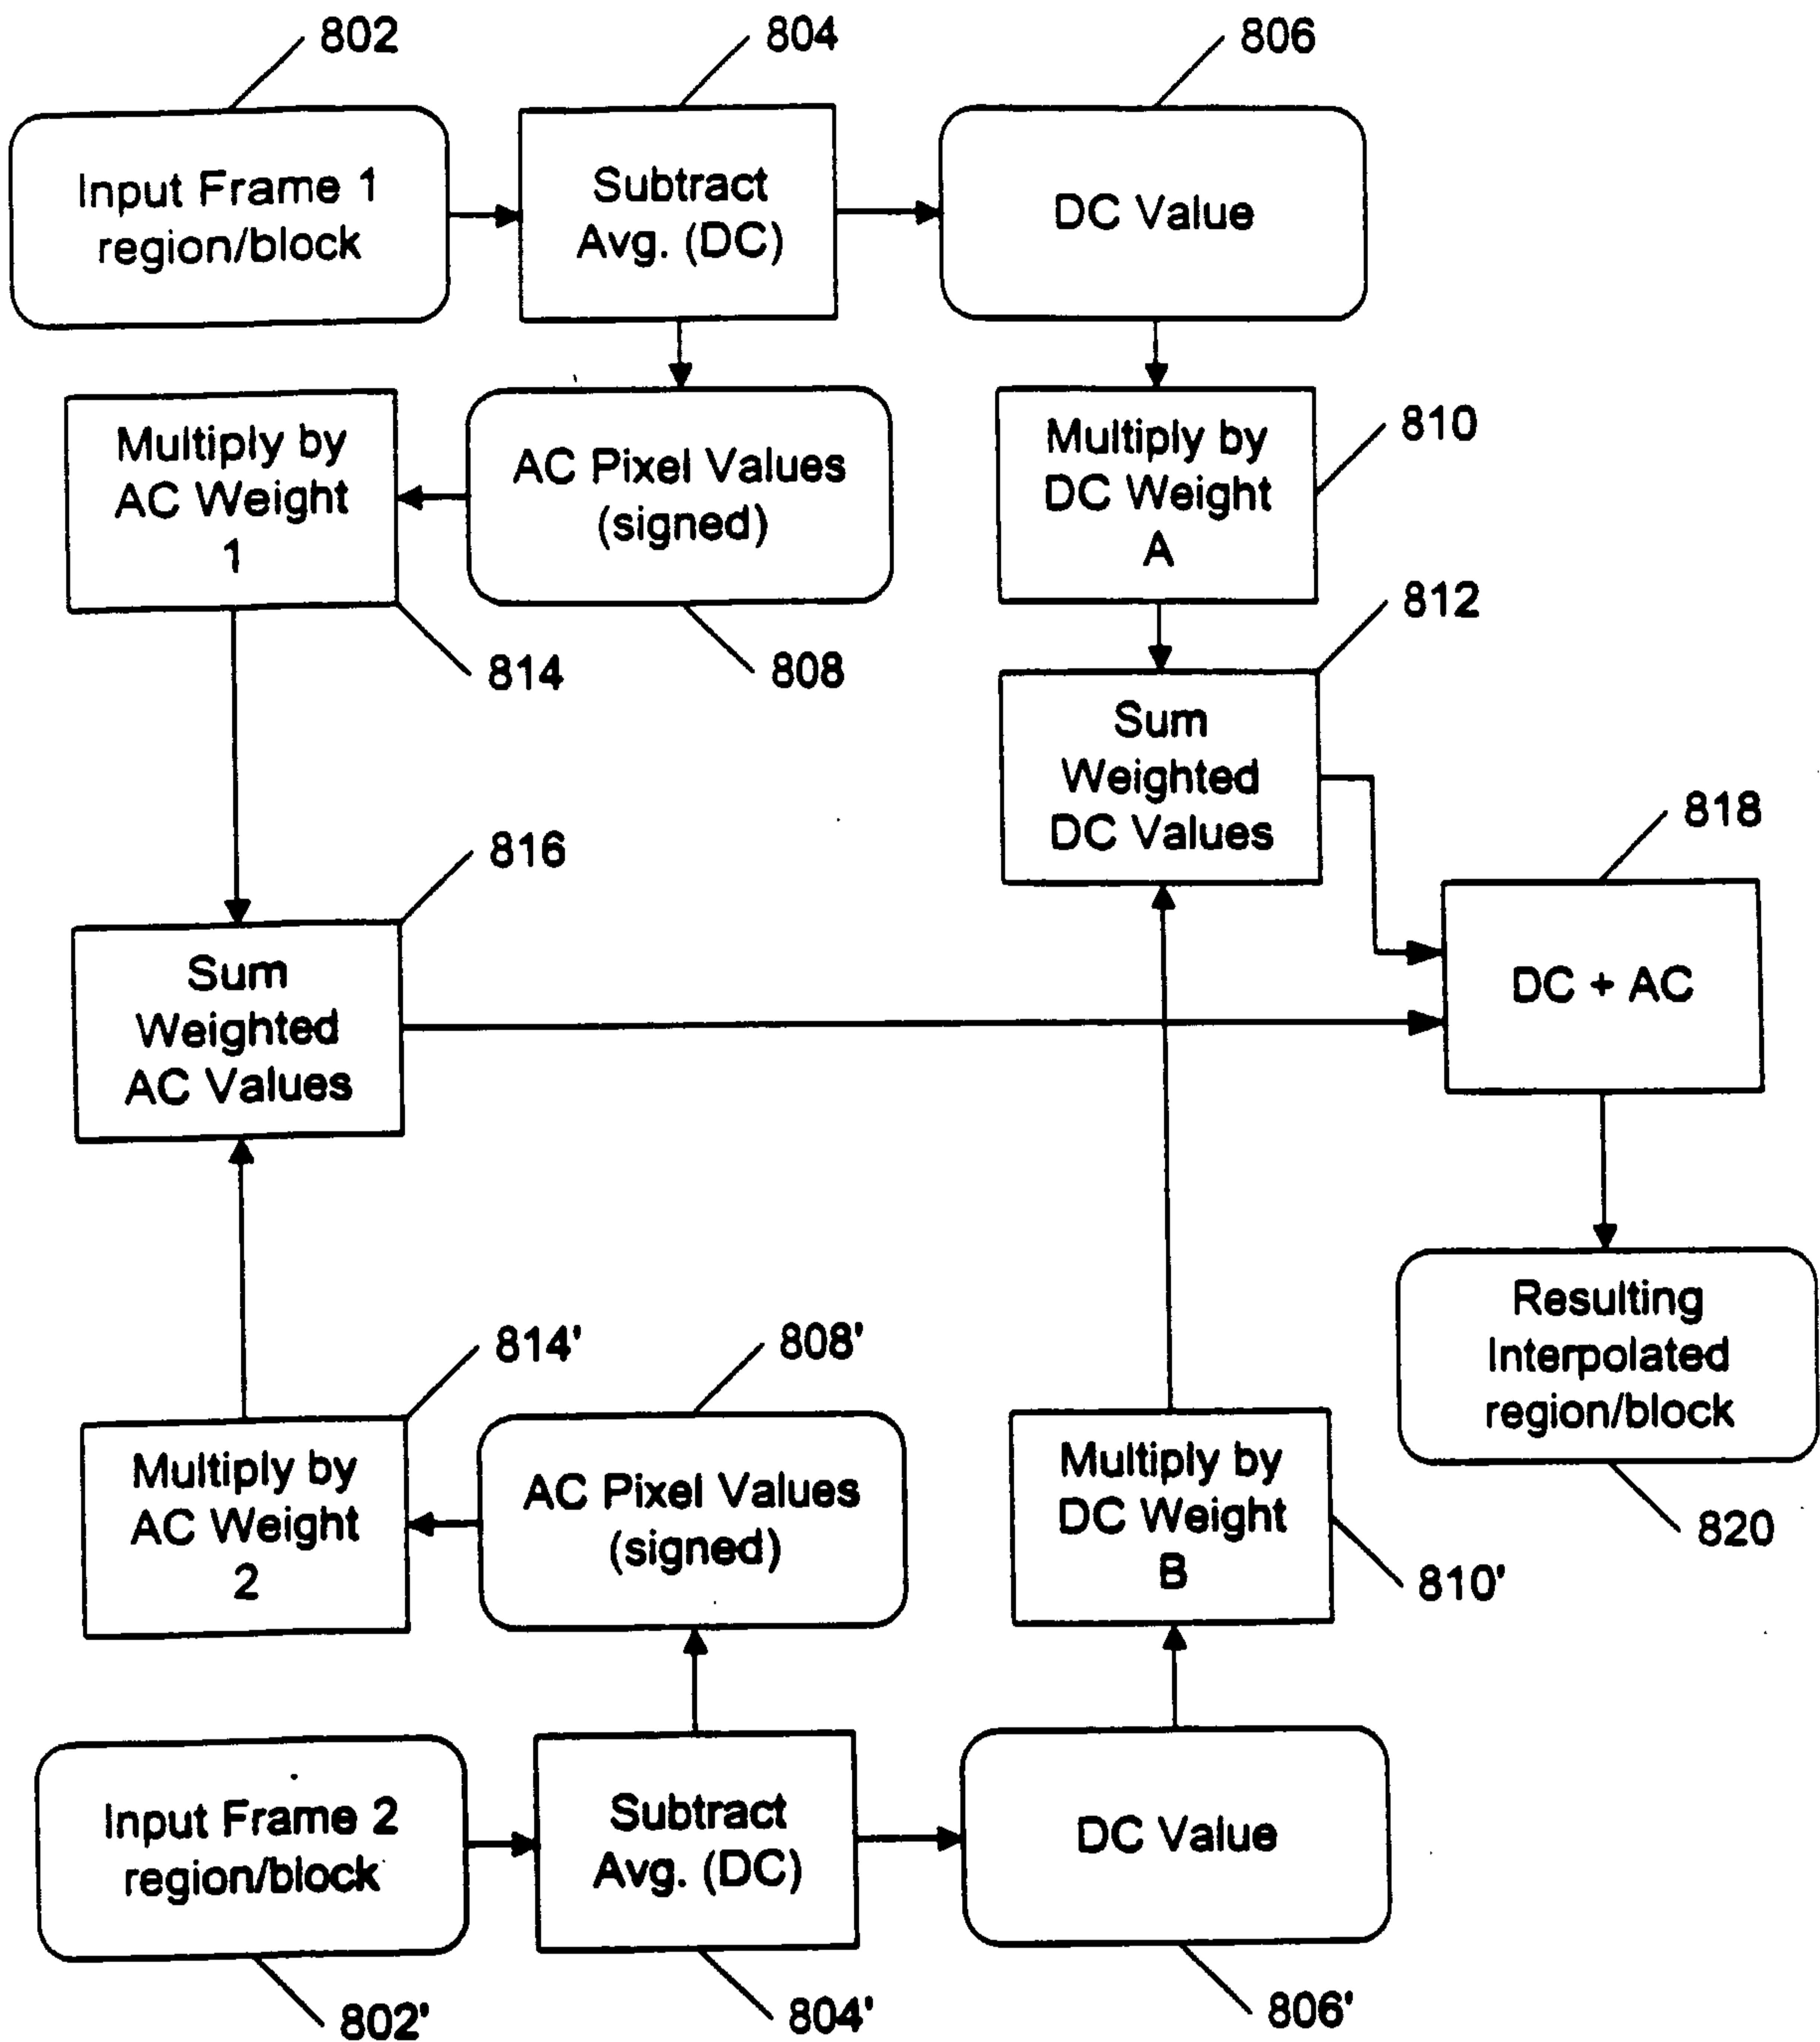 802
804
806
Input Frame 1
region/block
Subtract
Avg. (DC)
DC Value
Multiply by
AC Weight
1
AC Pixel Values
(signed)
Multiply by
DC Weight
A
810
814
808
812
Sum
Weighted
DC Values
816
818
Sum
Weighted
AC Values
DC + AC
814'
808'
Resulting
Interpolated
region/block
Multiply by
AC Weight
2
AC Pixel Values
(signed)
Multiply by
DC Weight
B
820
810'
Input Frame 2
region/block
Subtract
Avg. (DC)
DC Value
802'
804'
806'